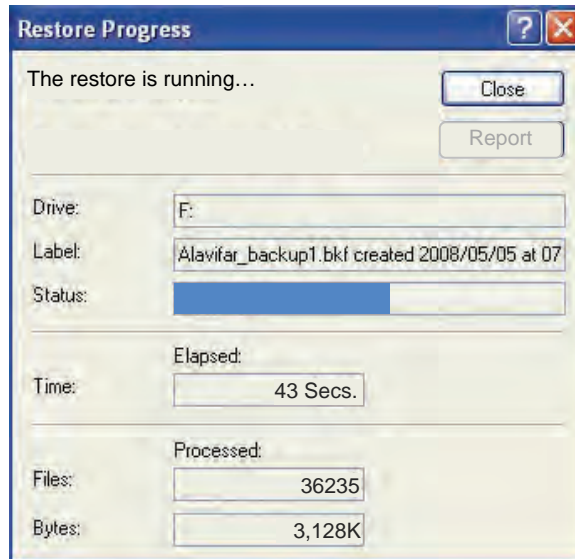 Restore Progress
The restore is running...
Close
Report
Drive: F:
Label: Alavifar_backup1.bkf created 2008/05/05 at 07
Status:
Elapsed:
Time: 43 Secs.
Processed:
Files: 36235
Bytes: 3,128K